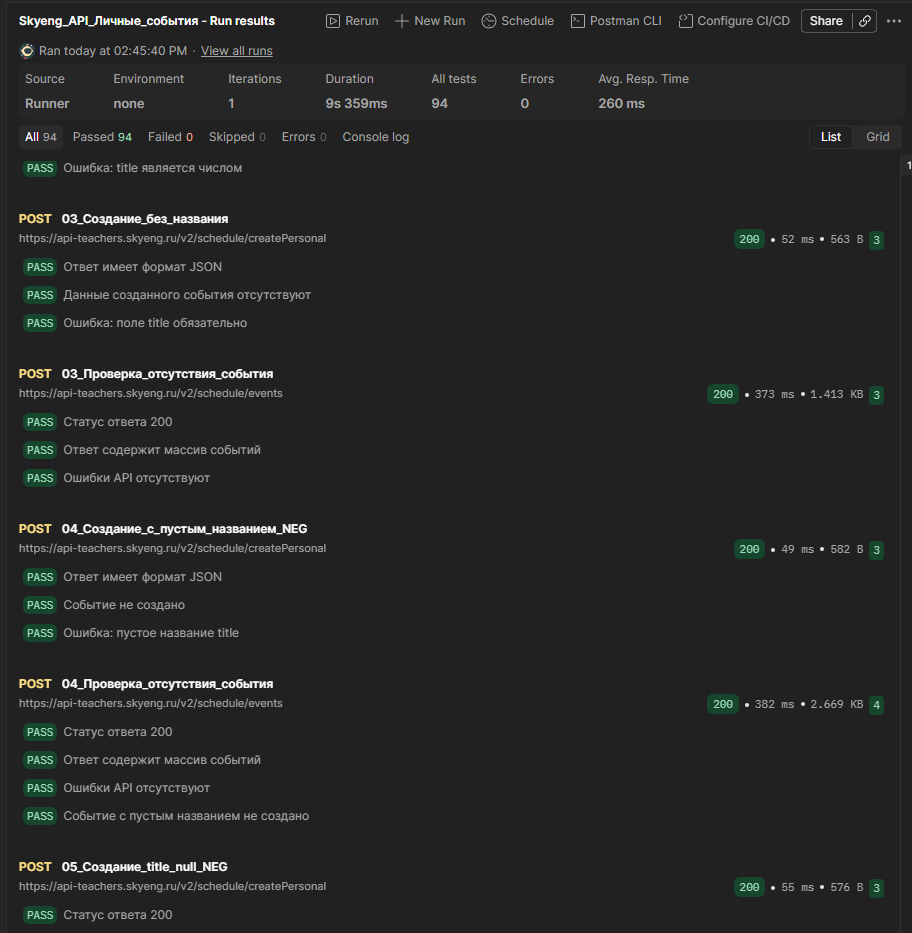 Skyeng_API_Личные_события - Run results Rerun New Run Schedule Postman CLI Configure CI/CD Share
Ran today at 02:45:40 PM · View all runs
Source Environment Iterations Duration All tests Errors Avg. Resp. Time
Runner none 1 9s 359ms 94 0 260 ms
All 94 Passed 94 Failed 0 Skipped 0 Errors 0 Console log List Grid
PASS Ошибка: title является числом 1
POST 03_Создание_без_названия
https://api-teachers.skyeng.ru/v2/schedule/createPersonal 200 • 52 ms • 563 B 3
PASS Ответ имеет формат JSON
PASS Данные созданного события отсутствуют
PASS Ошибка: поле title обязательно
POST 03_Проверка_отсутствия_события
https://api-teachers.skyeng.ru/v2/schedule/events 200 • 373 ms • 1.413 KB 3
PASS Статус ответа 200
PASS Ответ содержит массив событий
PASS Ошибки API отсутствуют
POST 04_Создание_с_пустым_названием_NEG
https://api-teachers.skyeng.ru/v2/schedule/createPersonal 200 • 49 ms • 582 B 3
PASS Ответ имеет формат JSON
PASS Событие не создано
PASS Ошибка: пустое название title
POST 04_Проверка_отсутствия_события
https://api-teachers.skyeng.ru/v2/schedule/events 200 • 382 ms • 2.669 KB 4
PASS Статус ответа 200
PASS Ответ содержит массив событий
PASS Ошибки API отсутствуют
PASS Событие с пустым названием не создано
POST 05_Создание_title_null_NEG
https://api-teachers.skyeng.ru/v2/schedule/createPersonal 200 • 55 ms • 576 B 3
PASS Статус ответа 200